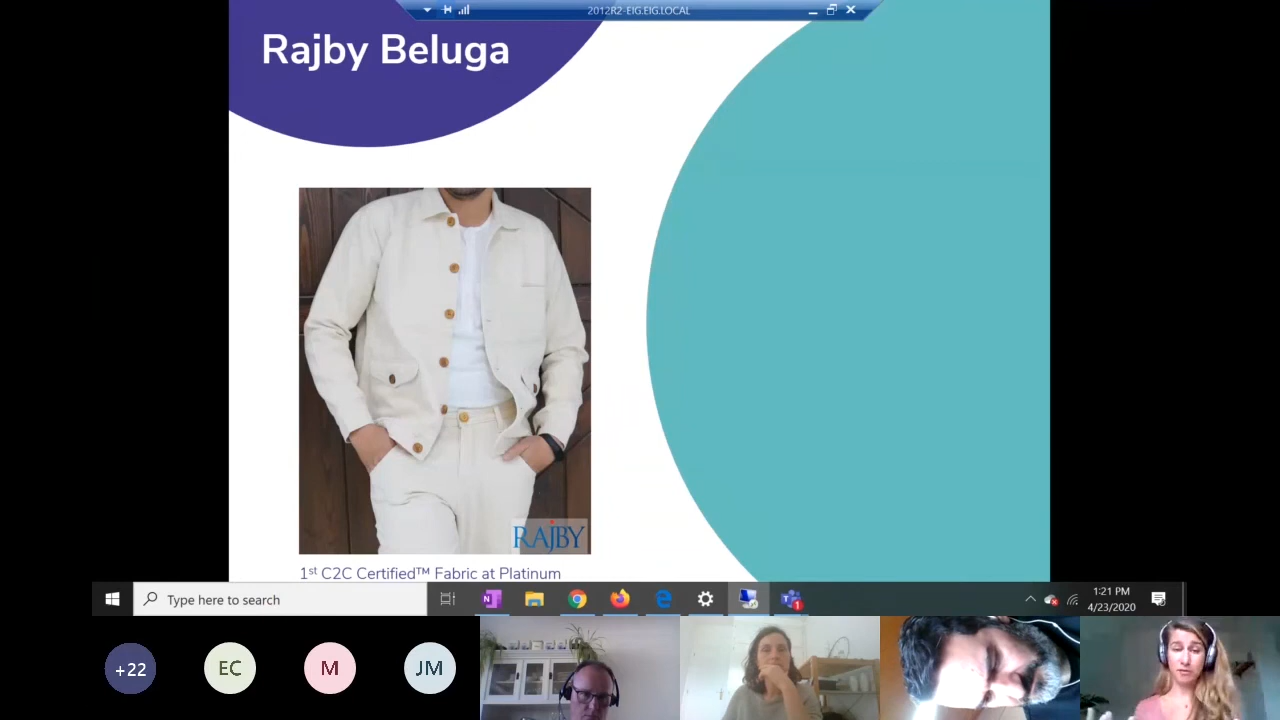 2012R2-EIG.EIG.LOCAL
Rajby Beluga
RAJBY
1st C2C Certified™ Fabric at Platinum
Type here to search
1
1:21 PM
4/23/2020
+22
EC
M
JM